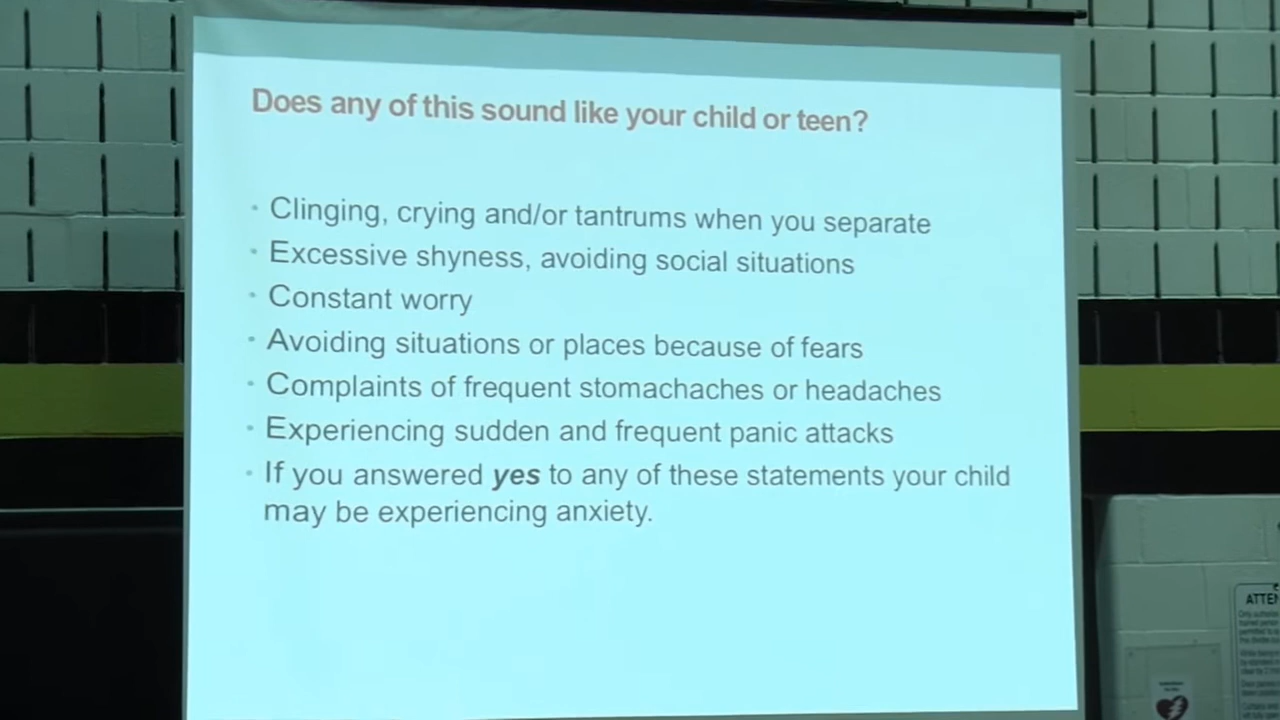 Does any of this sound like your child or teen?
• Clinging, crying and/or tantrums when you separate
• Excessive shyness, avoiding social situations
• Constant worry
• Avoiding situations or places because of fears
• Complaints of frequent stomachaches or headaches
• Experiencing sudden and frequent panic attacks
• If you answered yes to any of these statements your child
may be experiencing anxiety.